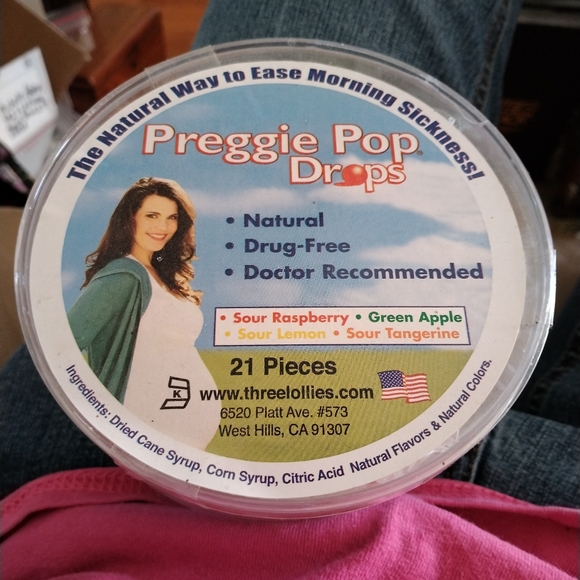 The Natural Way to Ease Morning Sickness!
Preggie Pop
Drops
• Natural
• Drug-Free
• Doctor Recommended
• Sour Raspberry • Green Apple
• Sour Lemon • Sour Tangerine
21 Pieces
K
www.threelollies.com
6520 Platt Ave. #573
West Hills, CA 91307
Ingredients: Dried Cane Syrup, Corn Syrup, Citric Acid Natural Flavors & Natural Colors.